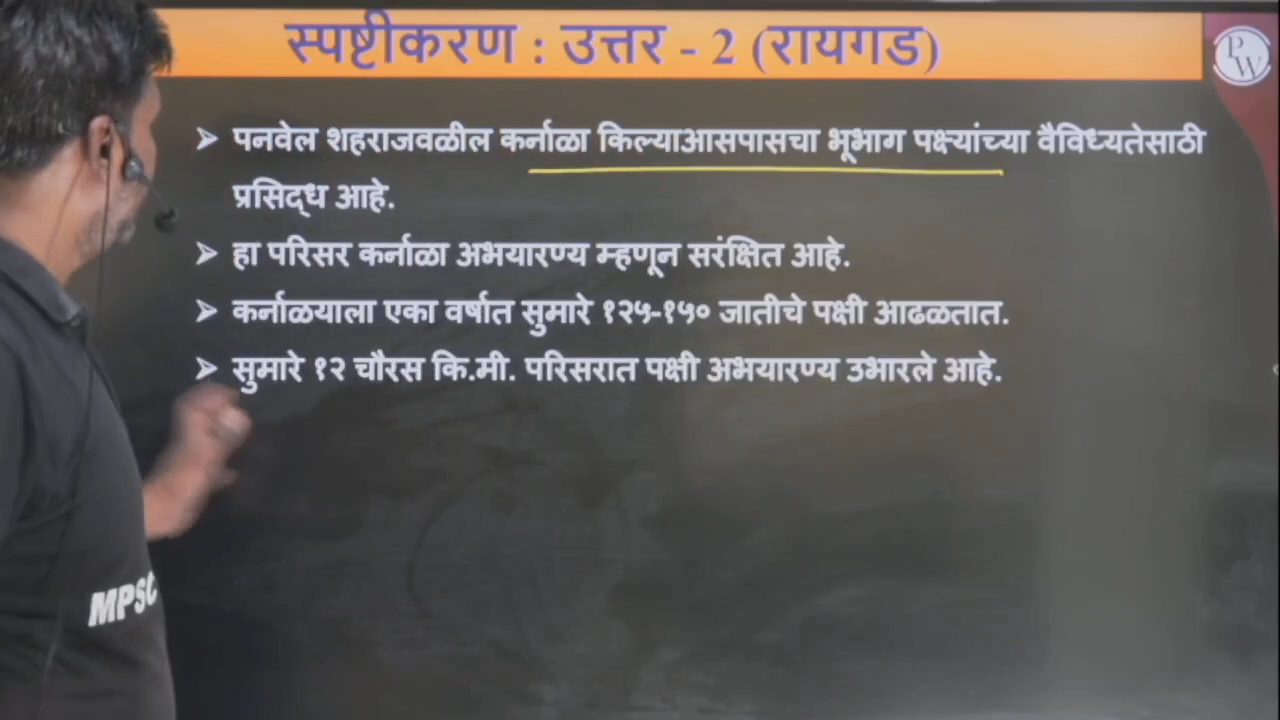 स्पष्टीकरण : उत्तर - 2 (रायगड)
PW
➢ पनवेल शहराजवळील कर्नाळा किल्याआसपासचा भूभाग पक्ष्यांच्या वैविध्यतेसाठी
प्रसिद्ध आहे.
➢ हा परिसर कर्नाळा अभयारण्य म्हणून सरंक्षित आहे.
➢ कर्नाळयाला एका वर्षात सुमारे १२५-१५० जातीचे पक्षी आढळतात.
➢ सुमारे १२ चौरस कि.मी. परिसरात पक्षी अभयारण्य उभारले आहे.
MPSC